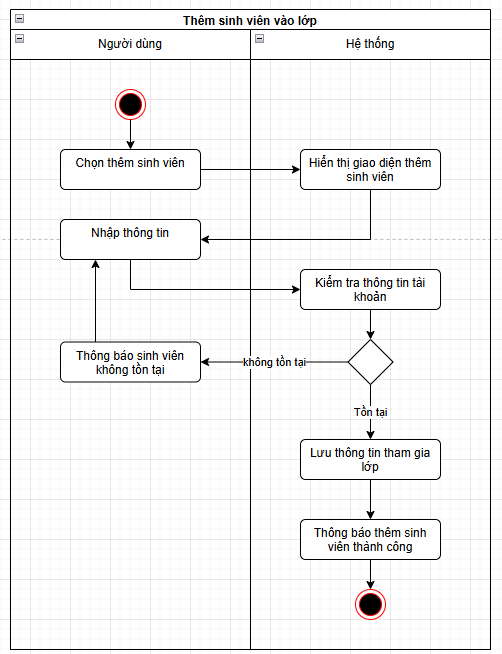 Thêm sinh viên vào lớp
Người dùng
Hệ thống
Chọn thêm sinh viên
Hiển thị giao diện thêm
sinh viên
Nhập thông tin
Kiểm tra thông tin tài
khoản
Thông báo sinh viên
không tồn tại
không tồn tại
Tồn tại
Lưu thông tin tham gia
lớp
Thông báo thêm sinh
viên thành công